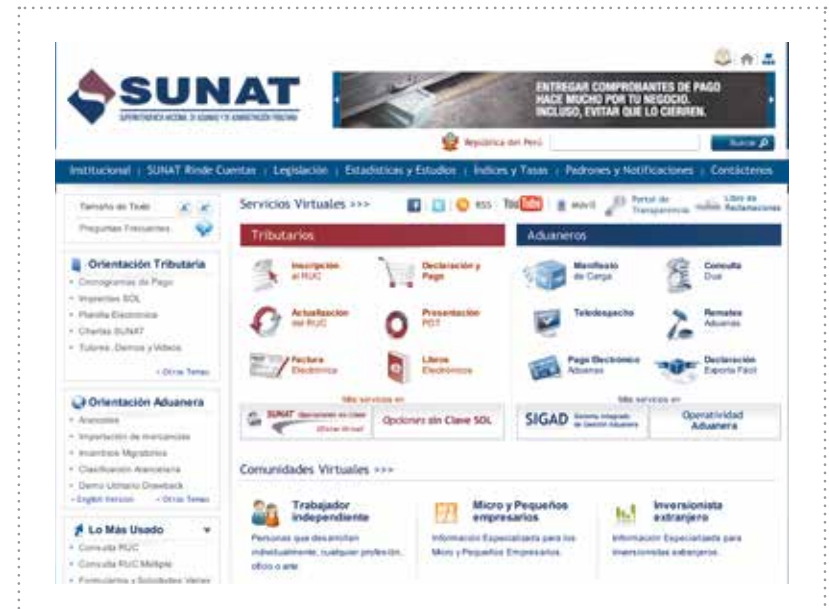 SUNAT
SUPERINTENDENCIA NACIONAL DE ADUANAS Y DE ADMINISTRACIÓN TRIBUTARIA
ENTREGAR COMPROBANTES DE PAGO
HACE MUCHO POR TU NEGOCIO.
INCLUSO, EVITAR QUE LO CIERREN.
República del Perú
Buscar
Institucional | SUNAT Rinde Cuentas | Legislación | Estadísticas y Estudios | Índices y Tasas | Padrones y Notificaciones | Contáctenos
Tamaño de Texto
Preguntas Frecuentes
Orientación Tributaria
Cronogramas de Pago
Impuestos SOL
Planilla Electrónica
Charlas SUNAT
Tutores, Demos y Videos
Otros Temas
Orientación Aduanera
Aranceles
Importación de mercancías
Incentivos Migratorios
Clasificación Arancelaria
Demo Utilitario Drawback
English Version
Otros Temas
Lo Más Usado
Consulta RUC
Consulta RUC Múltiple
Formularios y Solicitudes Varias
Servicios Virtuales >>>
RSS
YouTube
móvil
Portal de
Transparencia
Libro de
Reclamaciones
Tributarios
Inscripción
al RUC
Declaración y
Pago
Actualización
del RUC
Presentación
PDT
Factura
Electrónica
Libros
Electrónicos
Más servicios en
SUNAT Operaciones en Línea
Oficina Virtual
Opciones sin Clave SOL
Aduaneros
Manifiesto
de Carga
Consulta
Dua
Teledespacho
Remates
Aduanas
Pago Electrónico
Aduanas
Declaración
Exporta Fácil
Más servicios en
SIGAD Sistema Integrado
de Gestión Aduanera
Operatividad
Aduanera
Comunidades Virtuales >>>
Trabajador
independiente
Personas que desarrollan
individualmente, cualquier profesión,
oficio o arte
Micro y Pequeños
empresarios
Información Especializada para los
Micro y Pequeños Empresarios.
Inversionista
extranjero
Información Especializada para
inversionistas extranjeros.